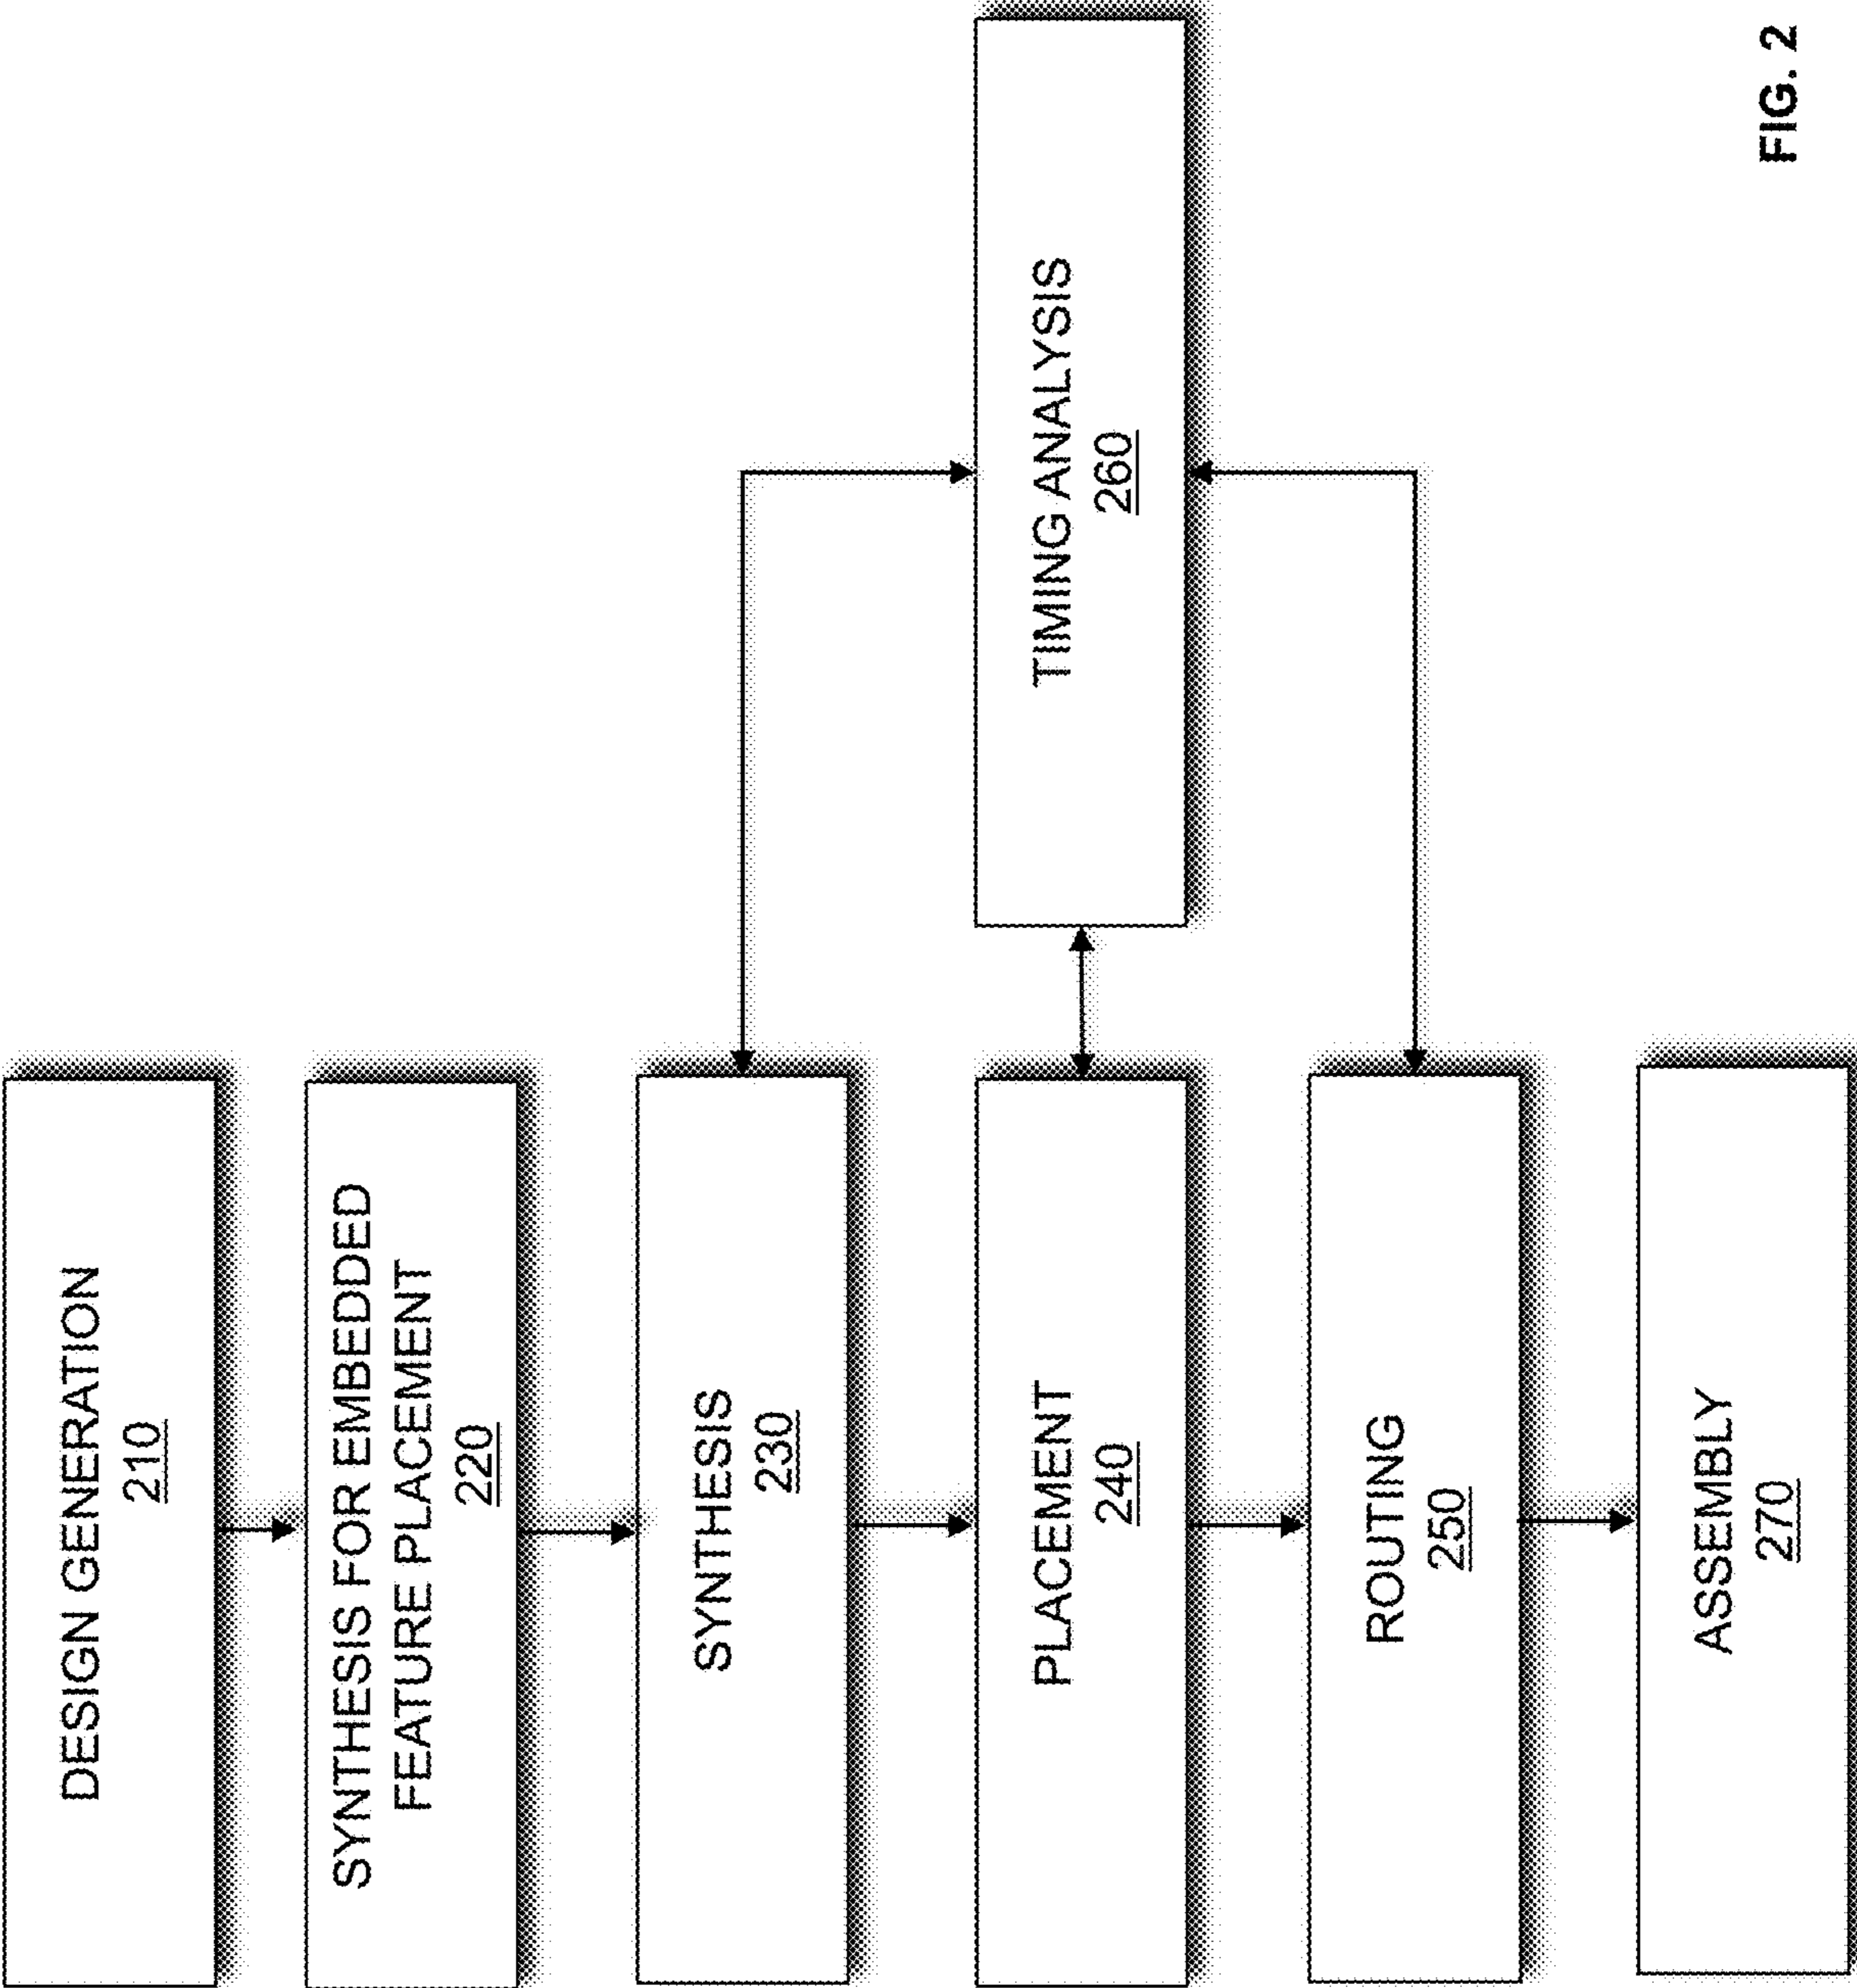 DESIGN GENERATION
210
SYNTHESIS FOR EMBEDDED
FEATURE PLACEMENT
220
SYNTHESIS
230
PLACEMENT
240
TIMING ANALYSIS
260
ROUTING
250
ASSEMBLY
270
FIG. 2